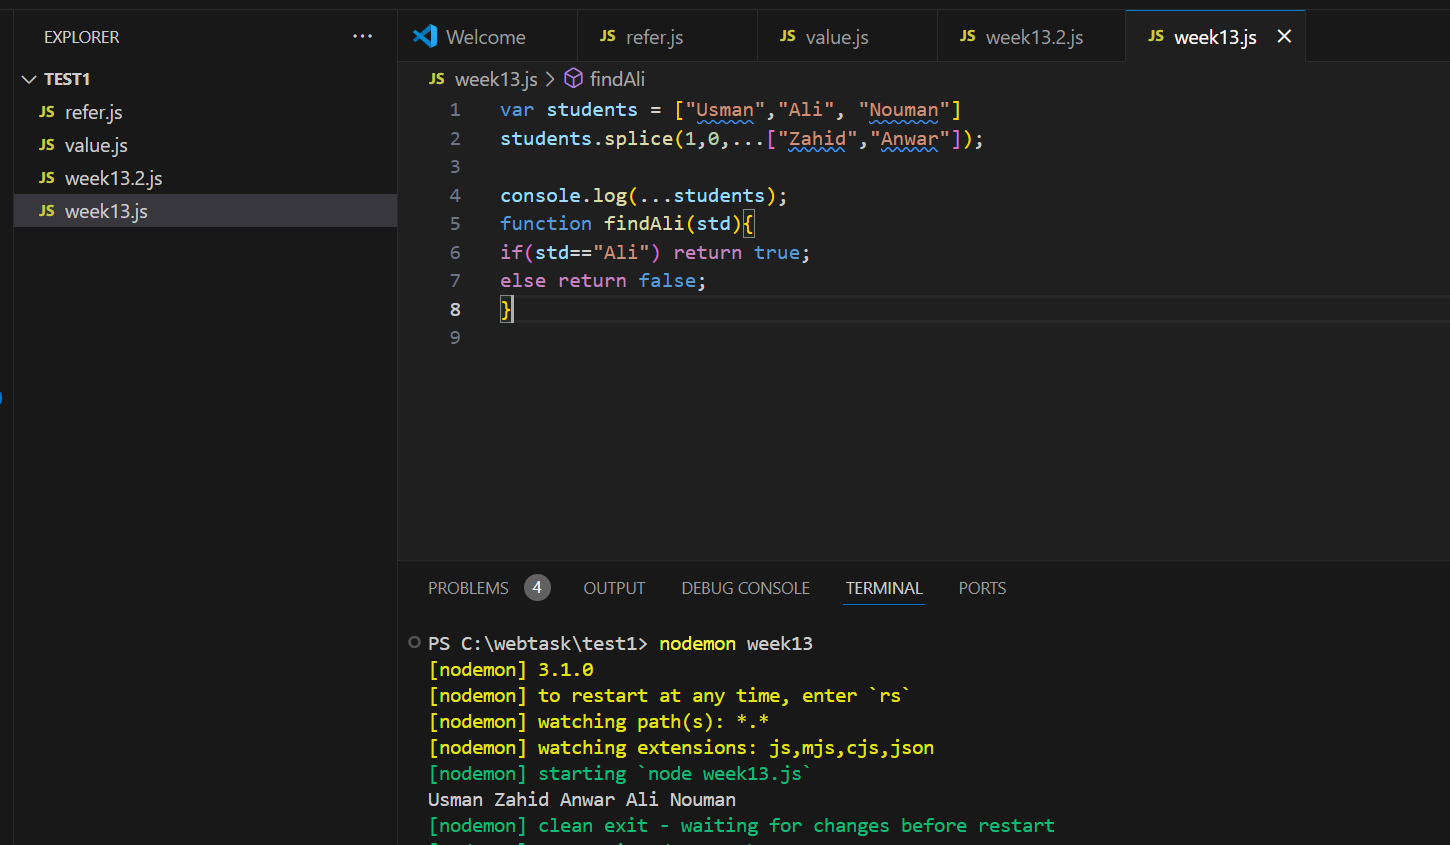 EXPLORER
···
TEST1
JS refer.js
JS value.js
JS week13.2.js
JS week13.js
Welcome
JS refer.js
JS value.js
JS week13.2.js
JS week13.js
JS week13.js > findAli
1 var students = ["Usman","Ali", "Nouman"]
2 students.splice(1,0,...["Zahid","Anwar"]);
3
4 console.log(...students);
5 function findAli(std){
6 if(std=="Ali") return true;
7 else return false;
8 }
9
PROBLEMS 4 OUTPUT DEBUG CONSOLE TERMINAL PORTS
PS C:\webtask\test1> nodemon week13
[nodemon] 3.1.0
[nodemon] to restart at any time, enter `rs`
[nodemon] watching path(s): *.*
[nodemon] watching extensions: js,mjs,cjs,json
[nodemon] starting `node week13.js`
Usman Zahid Anwar Ali Nouman
[nodemon] clean exit - waiting for changes before restart